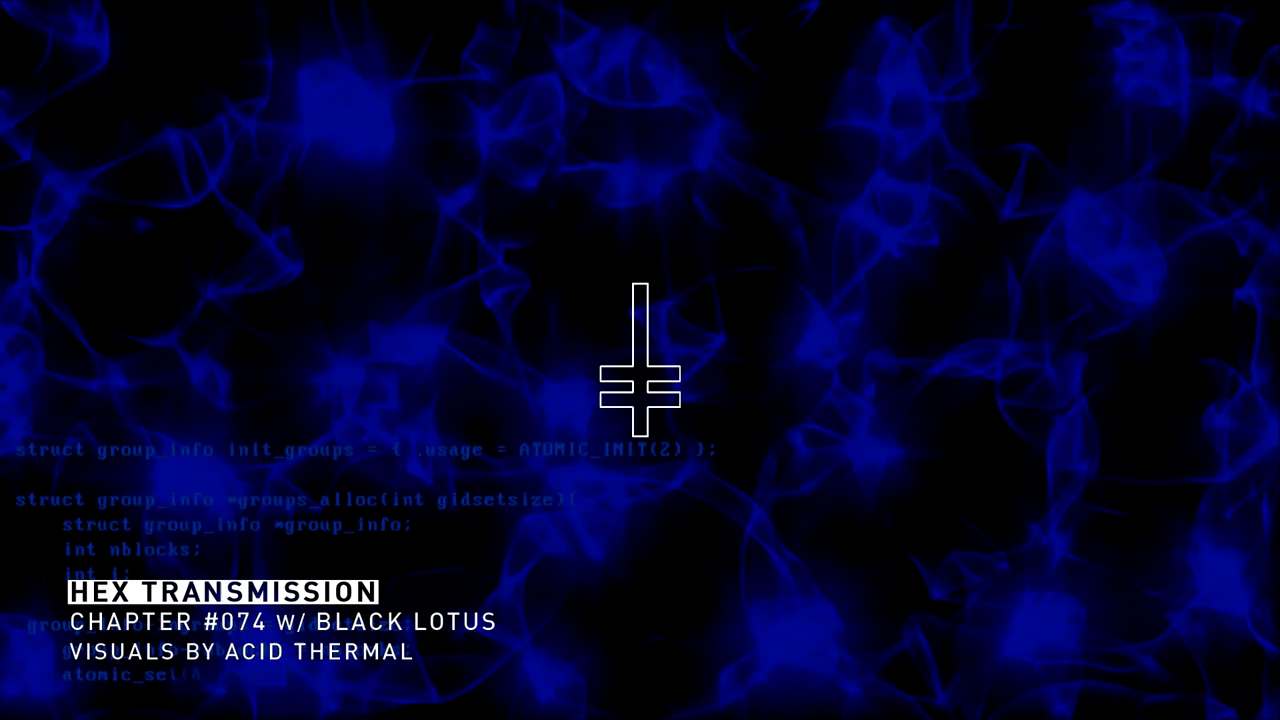 struct group_info init_groups = { .usage = ATOMIC_INIT(2) };
struct group_info *groups_alloc(int gidsetsize){
struct group_info *group_info;
int nblocks;
int i;
HEX TRANSMISSION
CHAPTER #074 W/ BLACK LOTUS
VISUALS BY ACID THERMAL